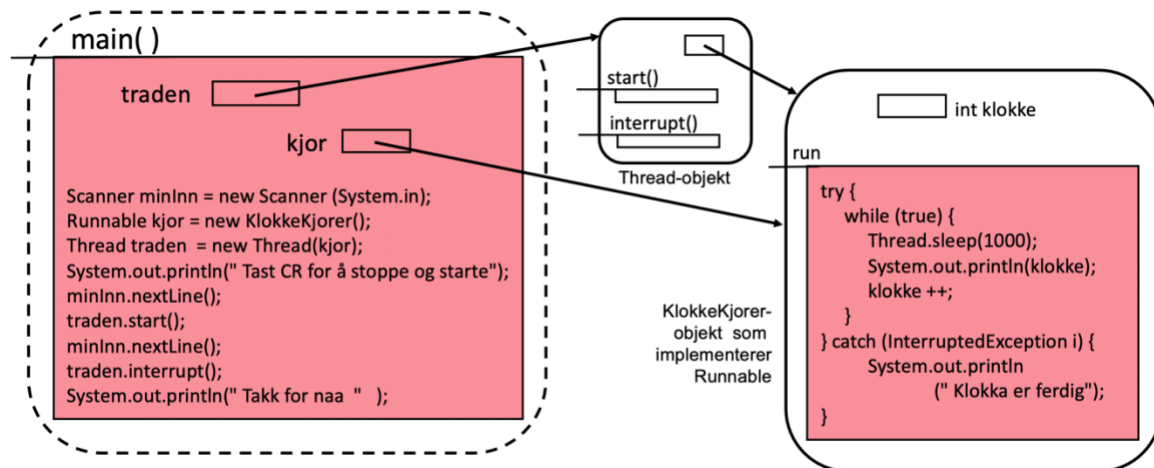 main( )
traden
kjor
Scanner minInn = new Scanner (System.in);
Runnable kjor = new KlokkeKjorer();
Thread traden  = new Thread(kjor);
System.out.println(" Tast CR for å stoppe og starte");
minInn.nextLine();
traden.start();
minInn.nextLine();
traden.interrupt();
System.out.println(" Takk for naa  "   );
start()
interrupt()
Thread-objekt
int klokke
run
try {
while (true) {
Thread.sleep(1000);
System.out.println(klokke);
klokke ++;
}
} catch (InterruptedException i) {
System.out.println
(" Klokka er ferdig");
}
KlokkeKjorer-
objekt  som
implementerer
Runnable